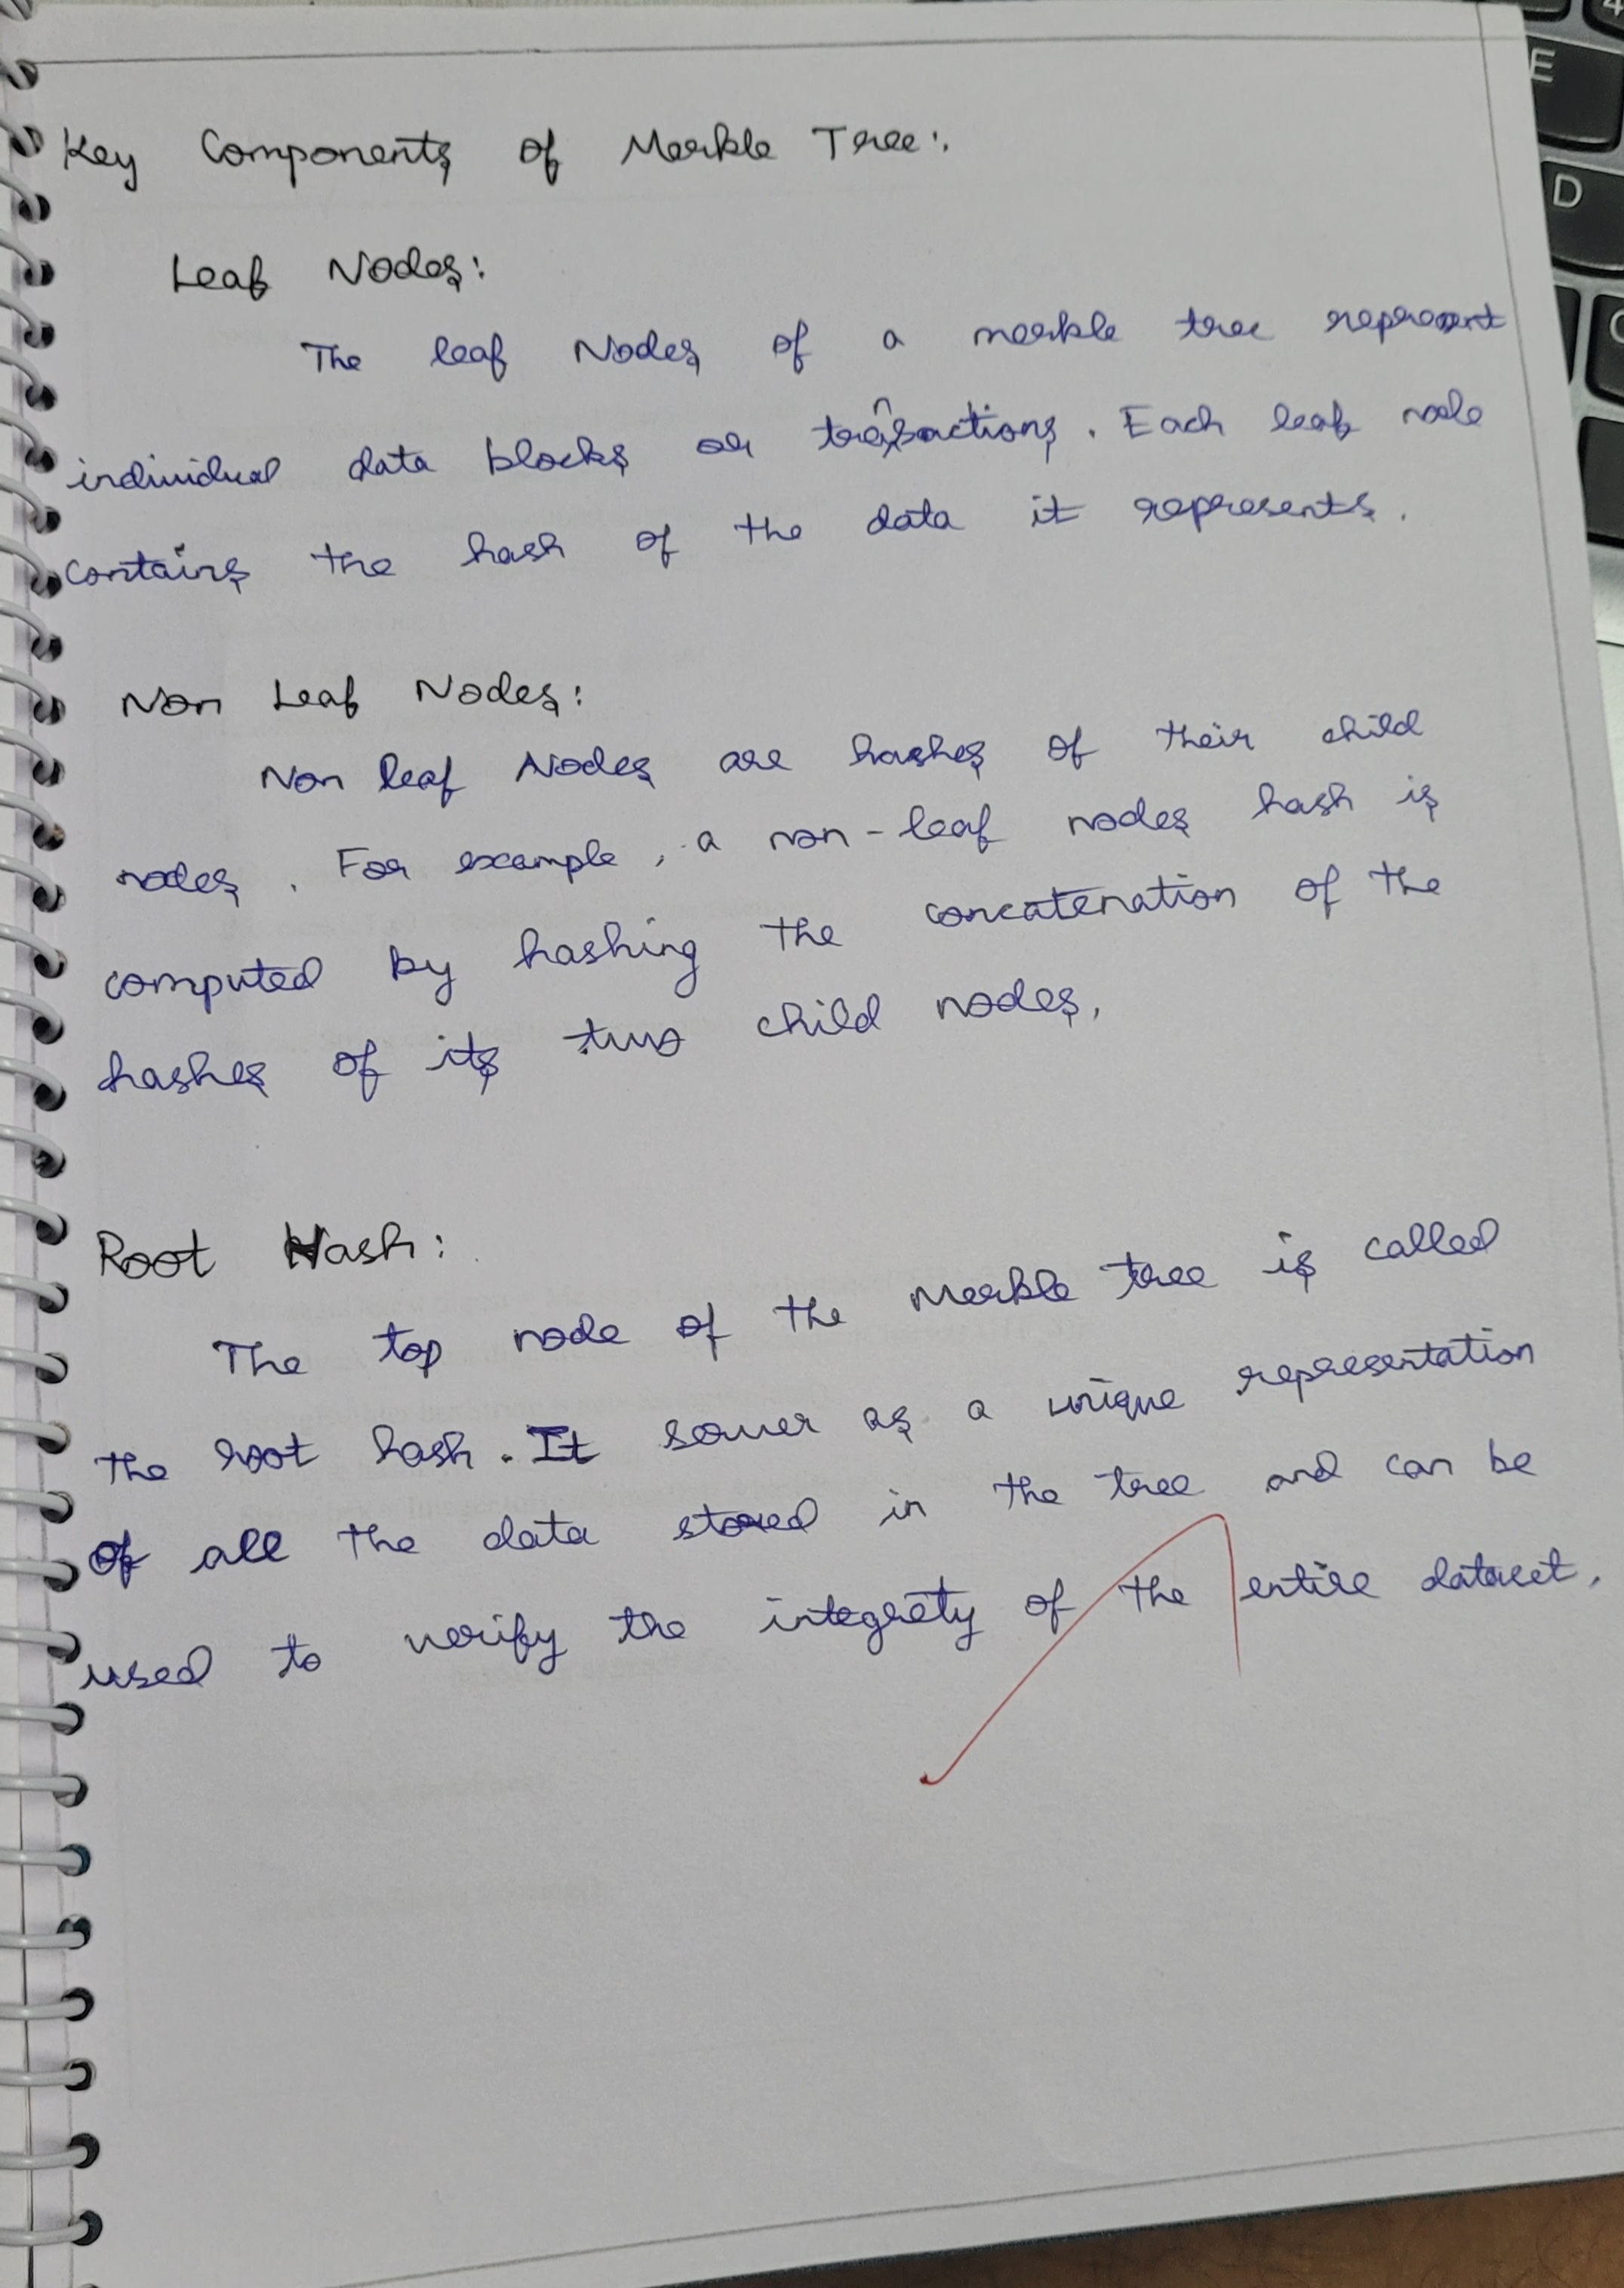 Key Components of Merkle Tree:
Leaf Nodes:
The leaf Nodes of a merkle tree represent
individual data blocks or transactions. Each leaf node
contains the hash of the data it represents.
Non Leaf Nodes:
Non leaf Nodes are hashes of their child
nodes. For example, a non-leaf nodes hash is
computed by hashing the concatenation of the
hashes of its two child nodes.
Root Hash:
The top node of the Merkle tree is called
the root hash. It as a unique representation
of all the data stored in the tree and can be
used to verify the integrety of the entire dataset.
E
D